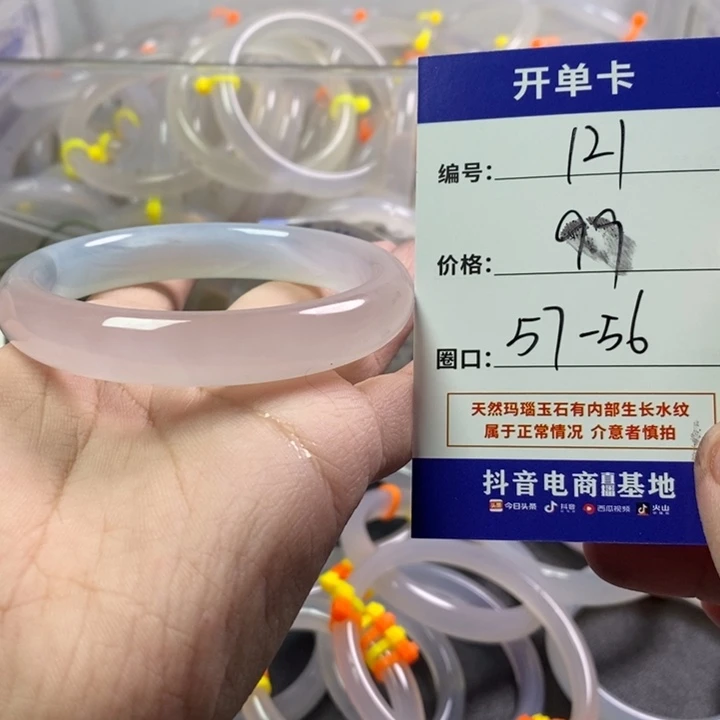 开单卡
编号: 121
价格: 99
圈口: 57-56
天然玛瑙玉石有内部生长水纹
属于正常情况 介意者慎拍
抖音电商直播基地
今日头条 抖音 西瓜视频 火山